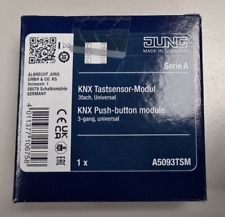 JUNG
MADE IN GERMANY
Serie A
ALBRECHT JUNG
GMBH & CO. KG
Volmestr. 1
58579 Schalksmühle
GERMANY
KNX Tastsensor-Modul
3fach, Universal
KNX Push-button module
3-gang, universal
1 x
A5093TSM